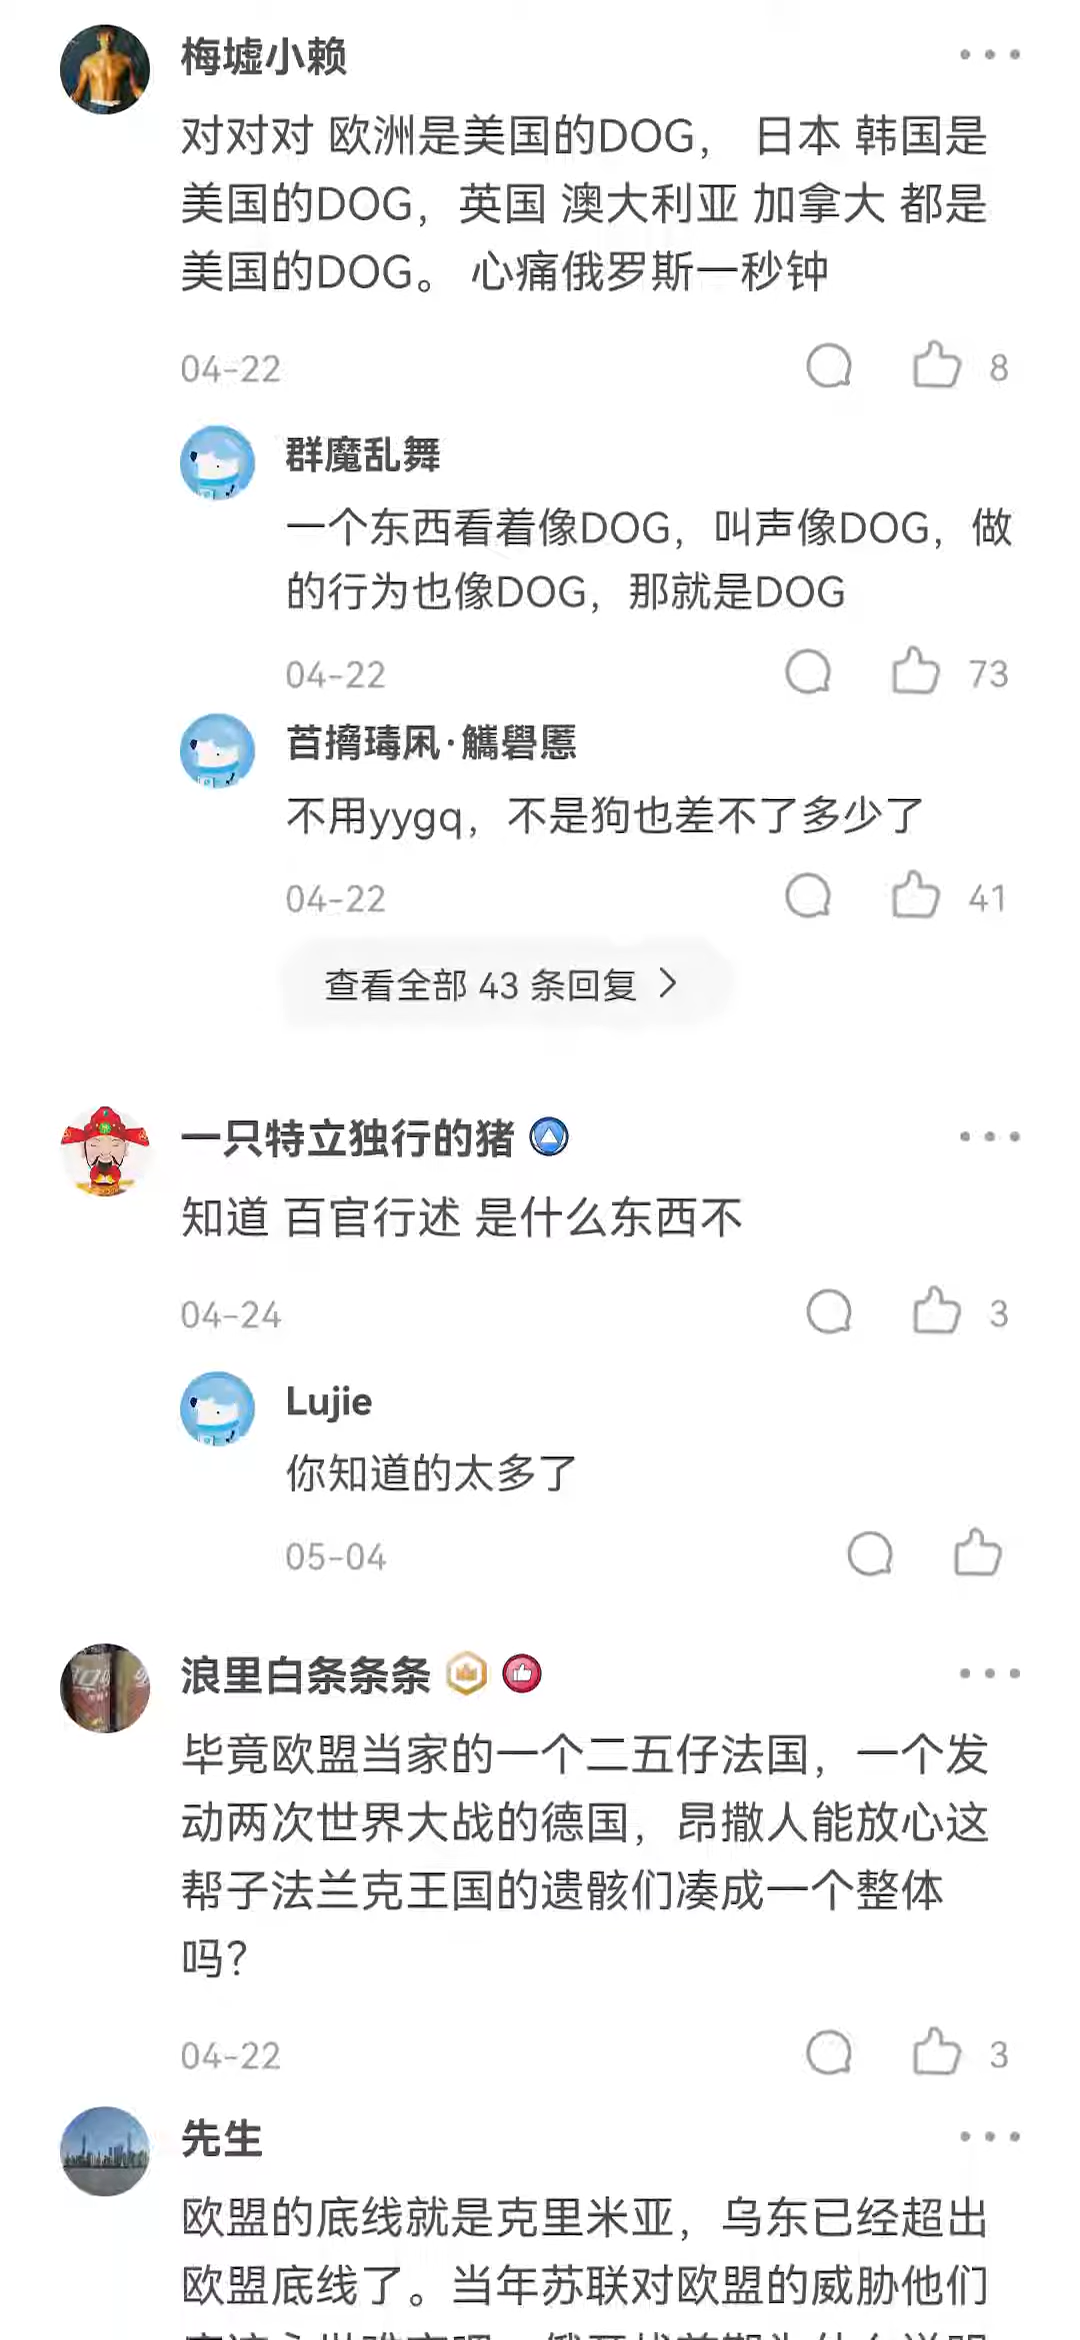 梅墟小赖
对对对 欧洲是美国的DOG， 日本 韩国是
美国的DOG，英国 澳大利亚 加拿大 都是
美国的DOG。 心痛俄罗斯一秒钟
04-22
8
群魔乱舞
一个东西看着像DOG，叫声像DOG，做
的行为也像DOG，那就是DOG
04-22
73
不用yygq，不是狗也差不了多少了
04-22
41
查看全部 43 条回复
一只特立独行的猪
知道 百官行述 是什么东西不
04-24
3
Lujie
你知道的太多了
05-04
浪里白条条条
毕竟欧盟当家的一个二五仔法国，一个发
动两次世界大战的德国，昂撒人能放心这
帮子法兰克王国的遗骸们凑成一个整体
吗？
04-22
3
先生
欧盟的底线就是克里米亚，乌东已经超出
欧盟底线了。当年苏联对欧盟的威胁他们